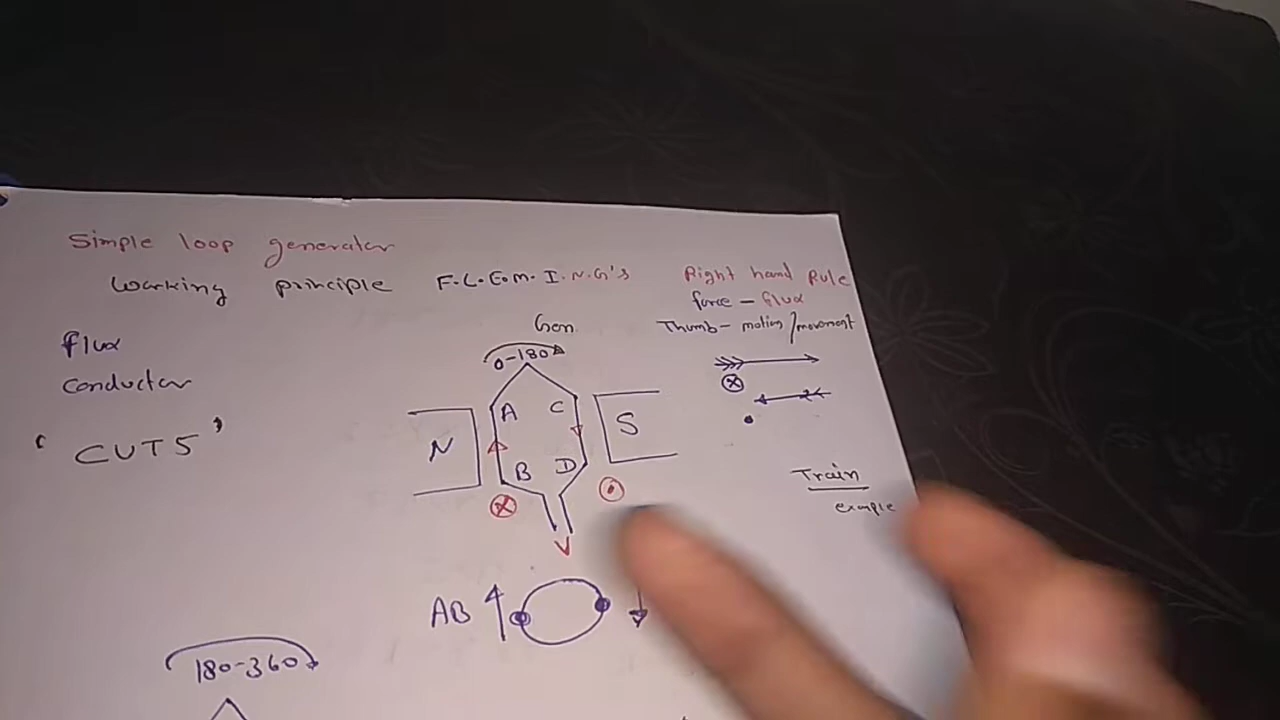 Simple loop generator
Working principle F.L.E.M.I.N.G's
Right hand Rule
force - flux
Thumb - motion/movement
flux
conductor
' CUTS '
Gen
0-180
A C
N S
B D
V
Train
example
AB
180-360